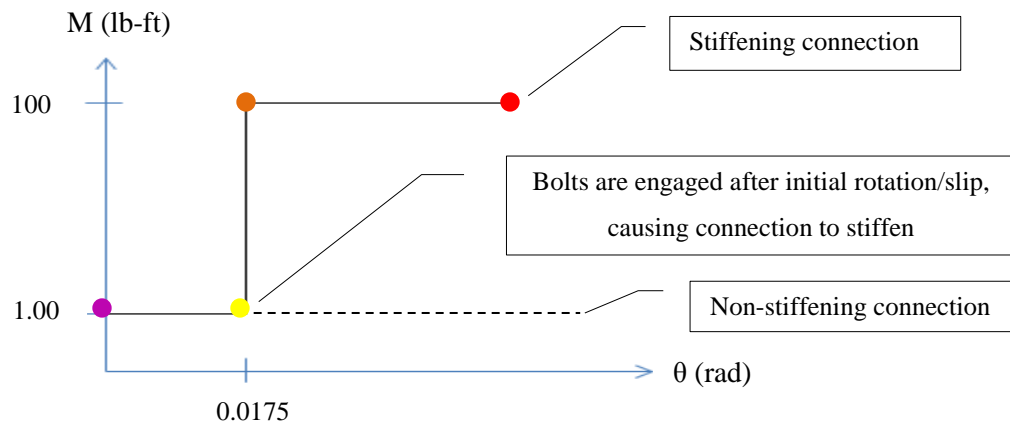 M (lb-ft)
Stiffening connection
100
Bolts are engaged after initial rotation/slip,
causing connection to stiffen
1.00
Non-stiffening connection
θ (rad)
0.0175